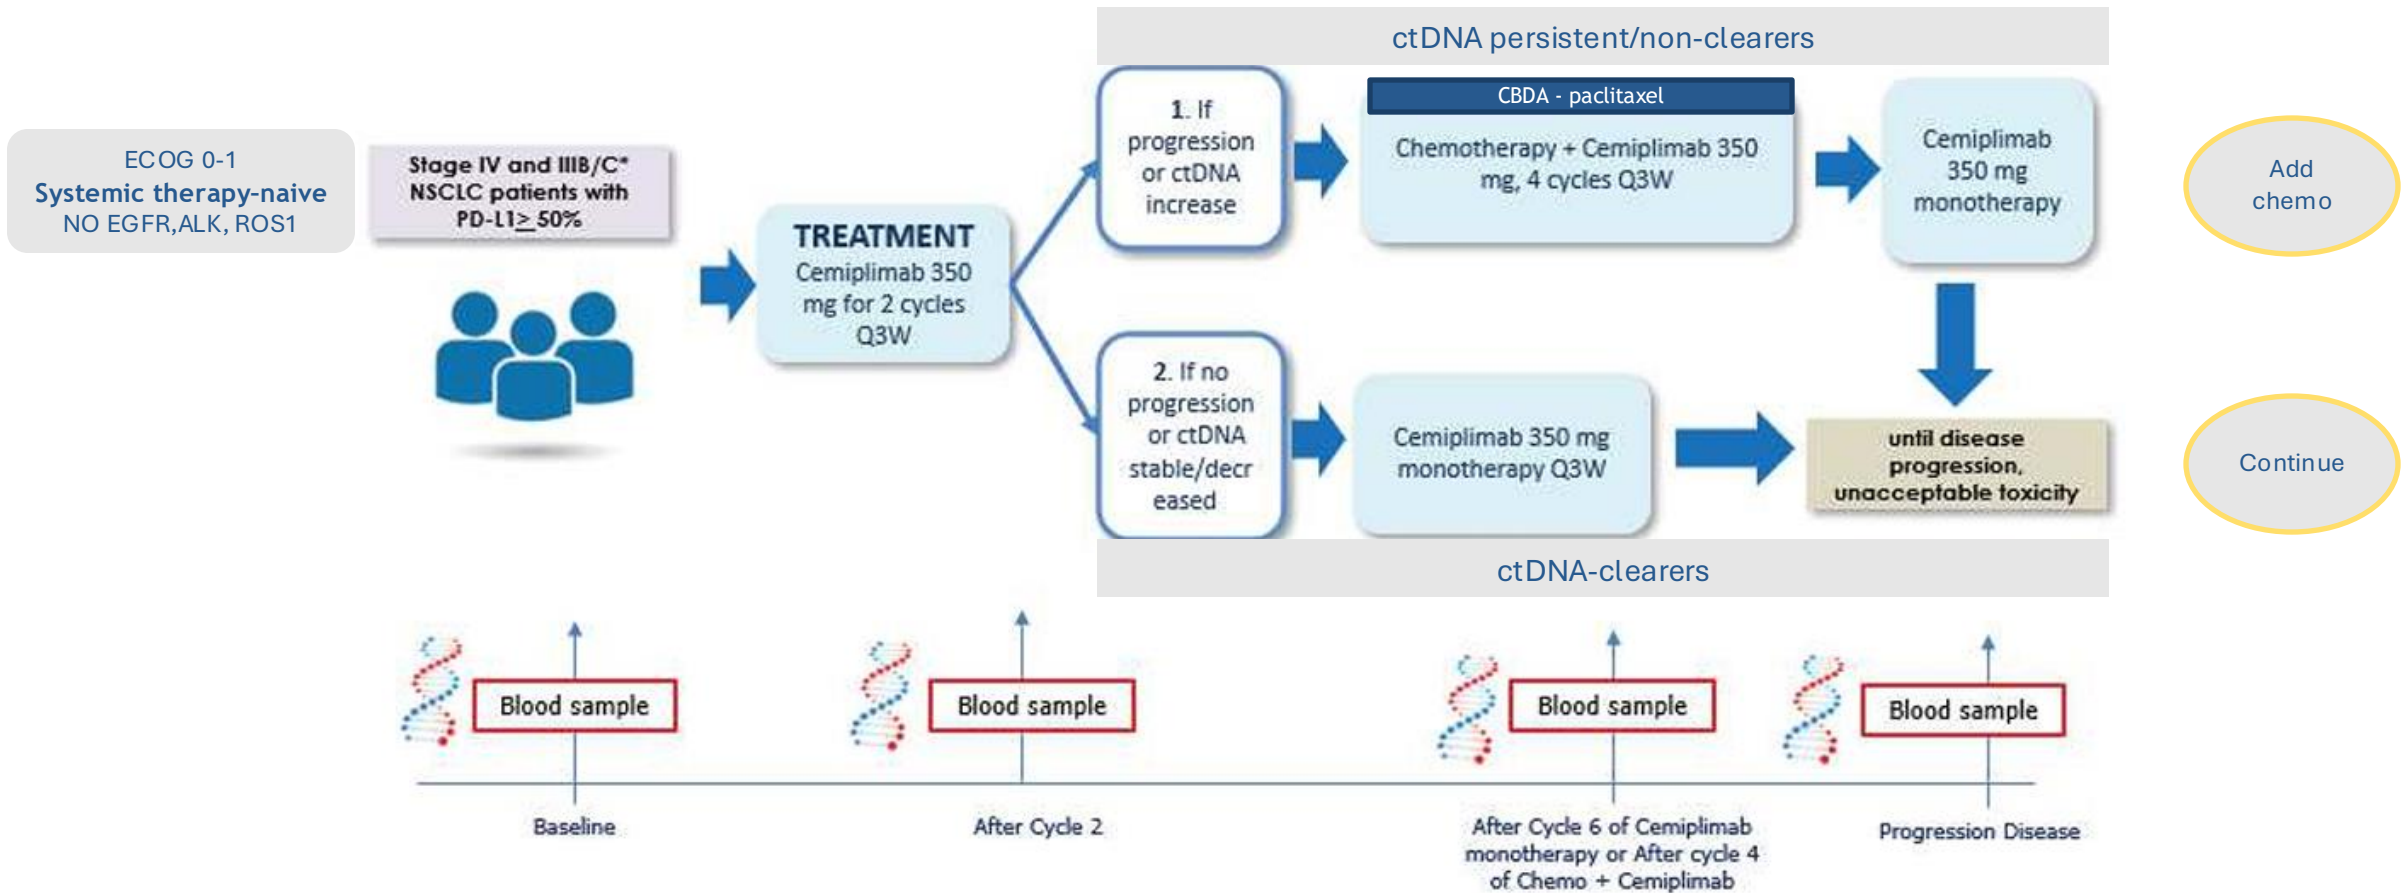 ctDNA persistent/non-clearers
ECOG 0-1
Systemic therapy-naive
NO EGFR,ALK, ROS1
Stage IV and IIIB/C*
NSCLC patients with
PD-L1≥ 50%
TREATMENT
Cemiplimab 350
mg for 2 cycles
Q3W
1. If
progression
or ctDNA
increase
CBDA - paclitaxel
Chemotherapy + Cemiplimab 350
mg, 4 cycles Q3W
Cemiplimab
350 mg
monotherapy
Add
chemo
2. If no
progression
or ctDNA
stable/decr
eased
Cemiplimab 350 mg
monotherapy Q3W
until disease
progression,
unacceptable toxicity
Continue
ctDNA-clearers
Blood sample
Blood sample
Blood sample
Blood sample
Baseline
After Cycle 2
After Cycle 6 of Cemiplimab
monotherapy or After cycle 4
of Chemo + Cemiplimab
Progression Disease